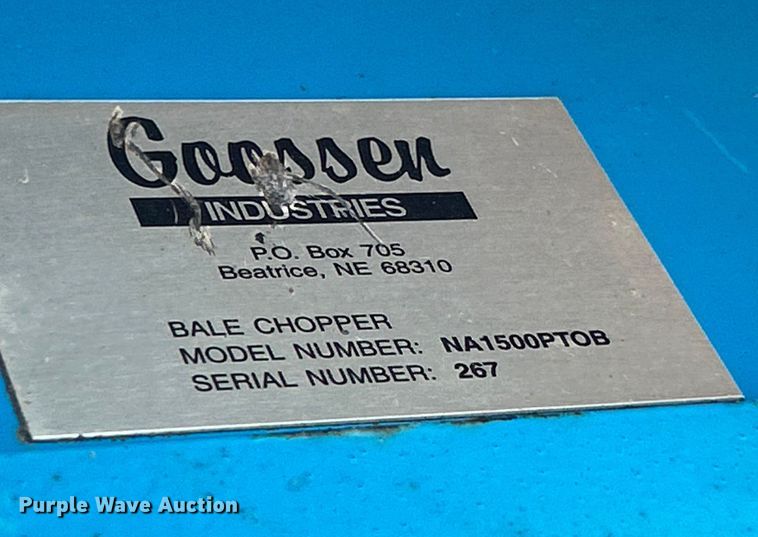 Goossen
INDUSTRIES
P.O. Box 705
Beatrice, NE 68310
BALE CHOPPER
MODEL NUMBER: NA1500PTOB
SERIAL NUMBER: 267
Purple Wave Auction®